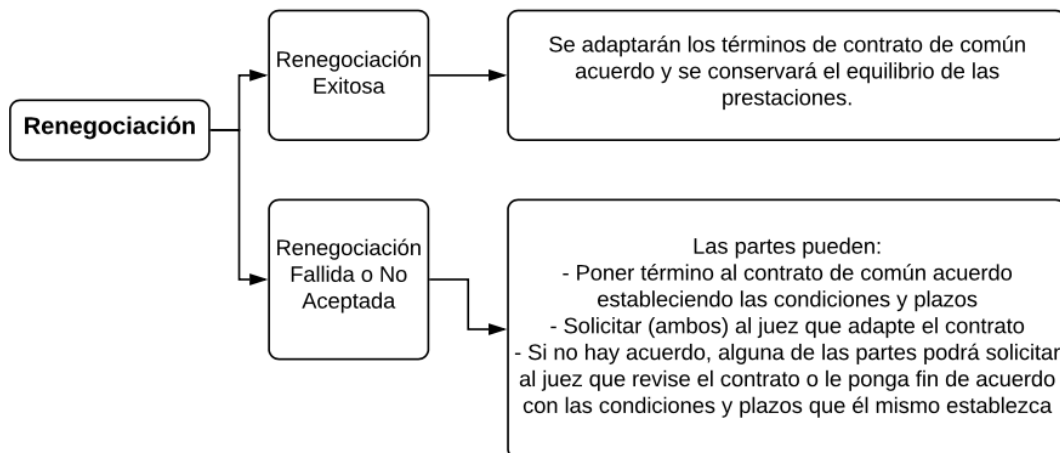 Renegociación
Renegociación
Exitosa
Se adaptarán los términos de contrato de común
acuerdo y se conservará el equilibrio de las
prestaciones.
Renegociación
Fallida o No
Aceptada
Las partes pueden:
- Poner término al contrato de común acuerdo
estableciendo las condiciones y plazos
- Solicitar (ambos) al juez que adapte el contrato
- Si no hay acuerdo, alguna de las partes podrá solicitar
al juez que revise el contrato o le ponga fin de acuerdo
con las condiciones y plazos que él mismo establezca